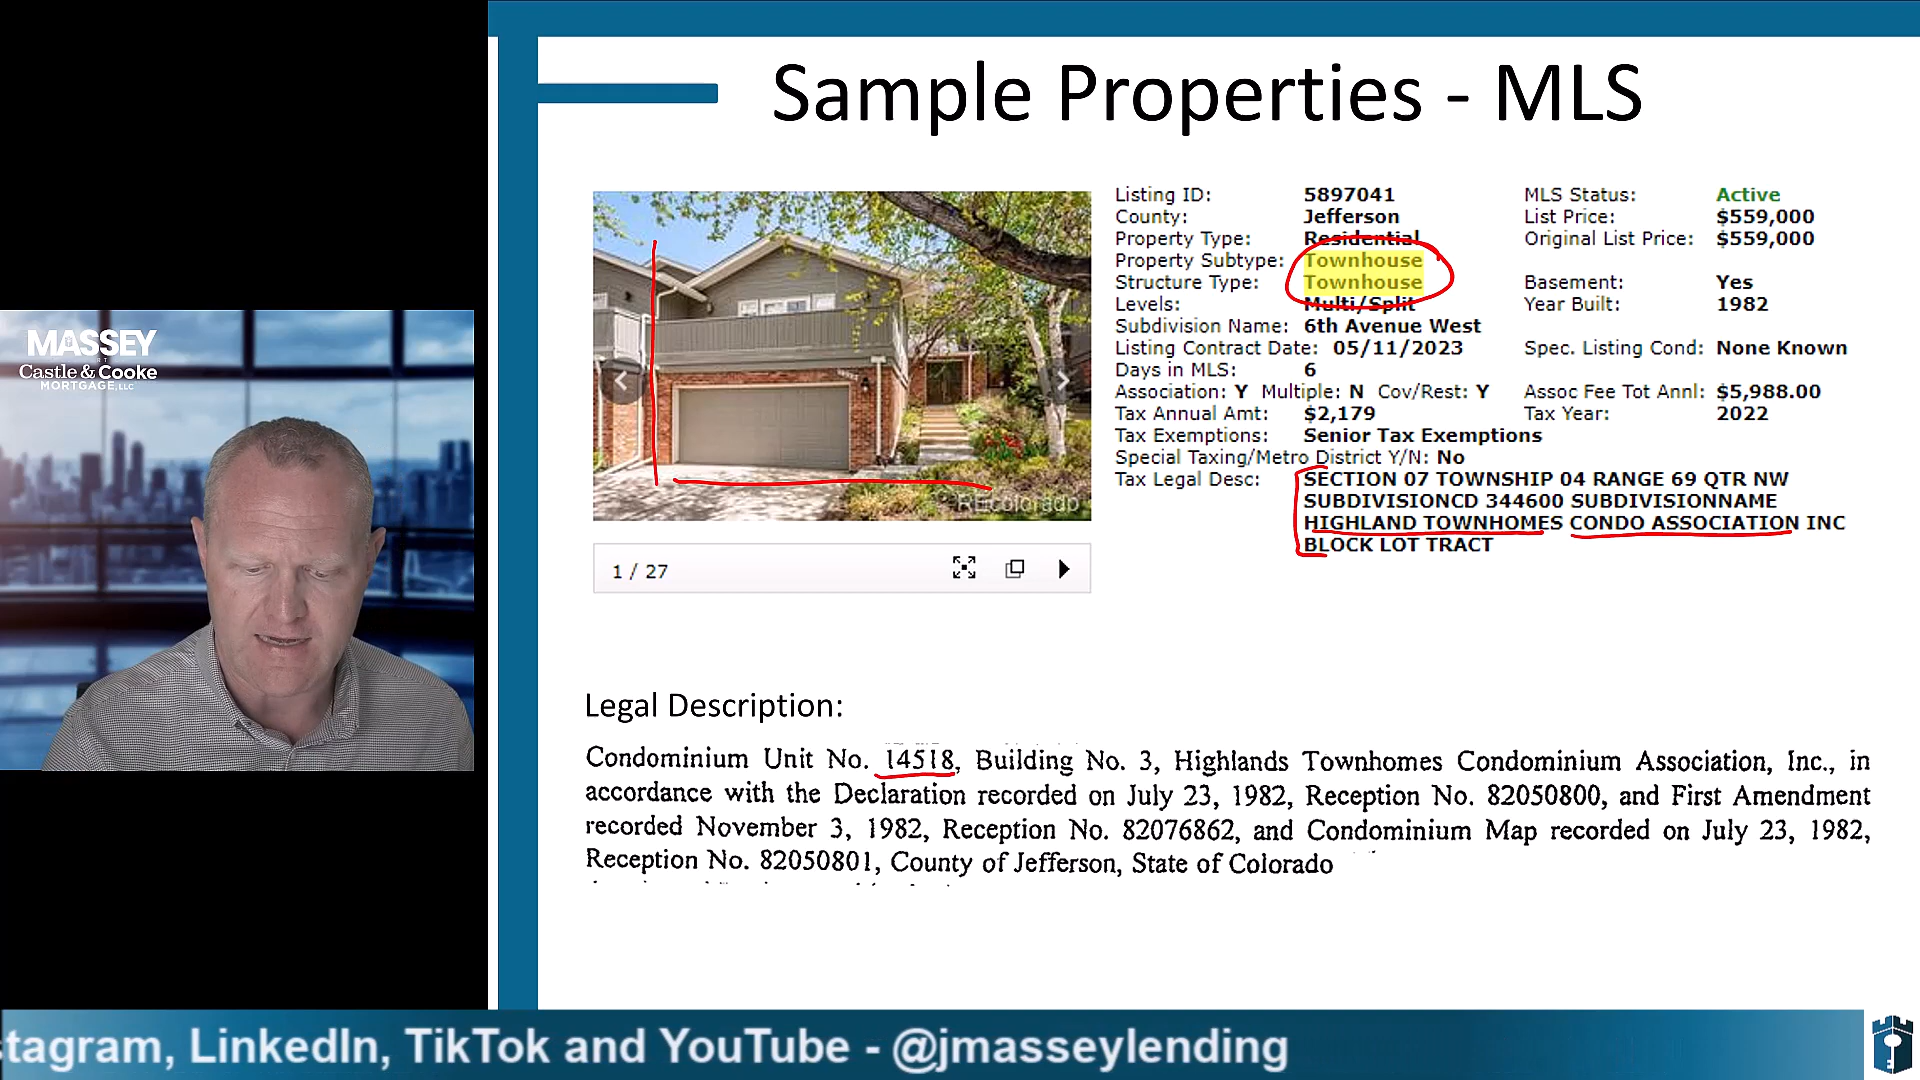 Sample Properties - MLS
MASSEY
AT
Castle & Cooke
MORTGAGE, LLC
Listing ID: 5897041 MLS Status: Active
County: Jefferson List Price: $559,000
Property Type: Residential Original List Price: $559,000
Property Subtype: Townhouse
Structure Type: Townhouse Basement: Yes
Levels: Multi/Split Year Built: 1982
Subdivision Name: 6th Avenue West
Listing Contract Date: 05/11/2023 Spec. Listing Cond: None Known
Days in MLS: 6
Association: Y Multiple: N Cov/Rest: Y Assoc Fee Tot Annl: $5,988.00
Tax Annual Amt: $2,179 Tax Year: 2022
Tax Exemptions: Senior Tax Exemptions
Special Taxing/Metro District Y/N: No
Tax Legal Desc: SECTION 07 TOWNSHIP 04 RANGE 69 QTR NW
SUBDIVISIONCD 344600 SUBDIVISIONNAME
HIGHLAND TOWNHOMES CONDO ASSOCIATION INC
BLOCK LOT TRACT
REcolorado
1 / 27
Legal Description:
Condominium Unit No. 14518, Building No. 3, Highlands Townhomes Condominium Association, Inc., in
accordance with the Declaration recorded on July 23, 1982, Reception No. 82050800, and First Amendment
recorded November 3, 1982, Reception No. 82076862, and Condominium Map recorded on July 23, 1982,
Reception No. 82050801, County of Jefferson, State of Colorado
stagram, LinkedIn, TikTok and YouTube - @jmasseylending